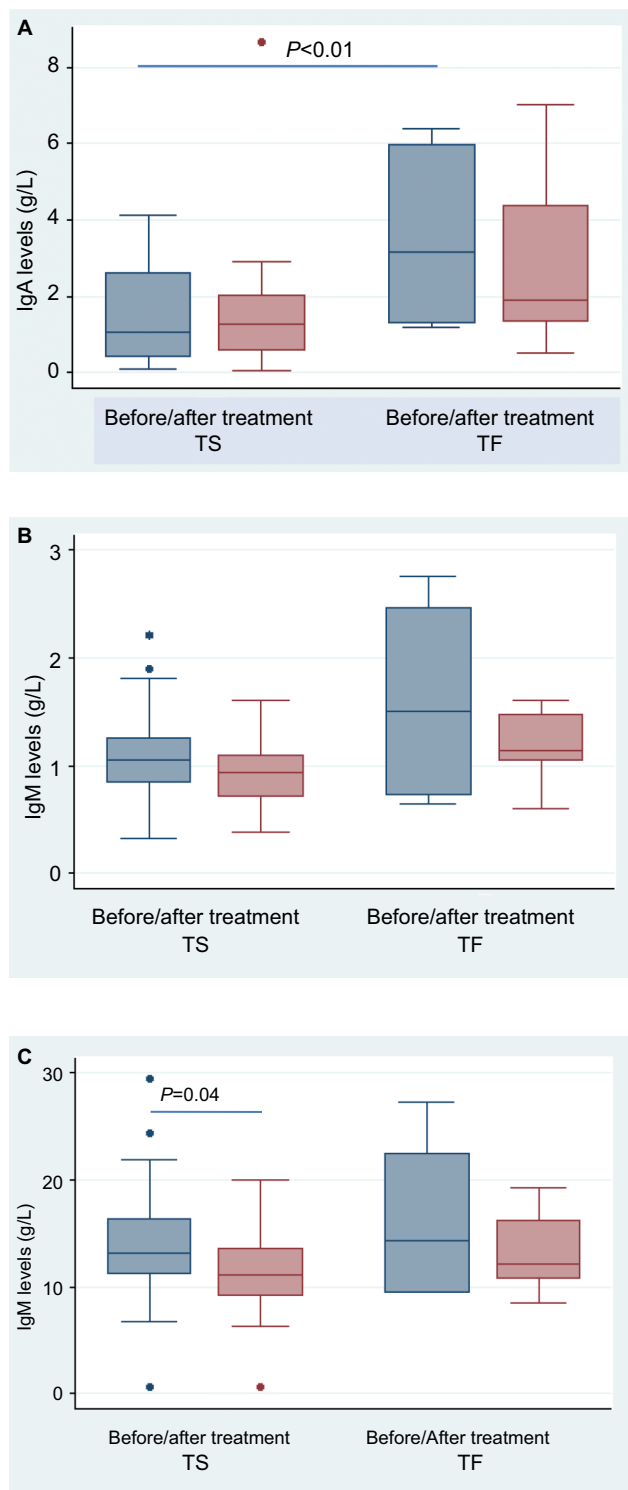 A
P<0.01
8
6
4
2
0
IgA levels (g/L)
Before/after treatment
TS
Before/after treatment
TF
B
3
2
1
0
IgM levels (g/L)
Before/after treatment
TS
Before/after treatment
TF
C
30
P=0.04
20
10
0
IgM levels (g/L)
Before/after treatment
TS
Before/After treatment
TF